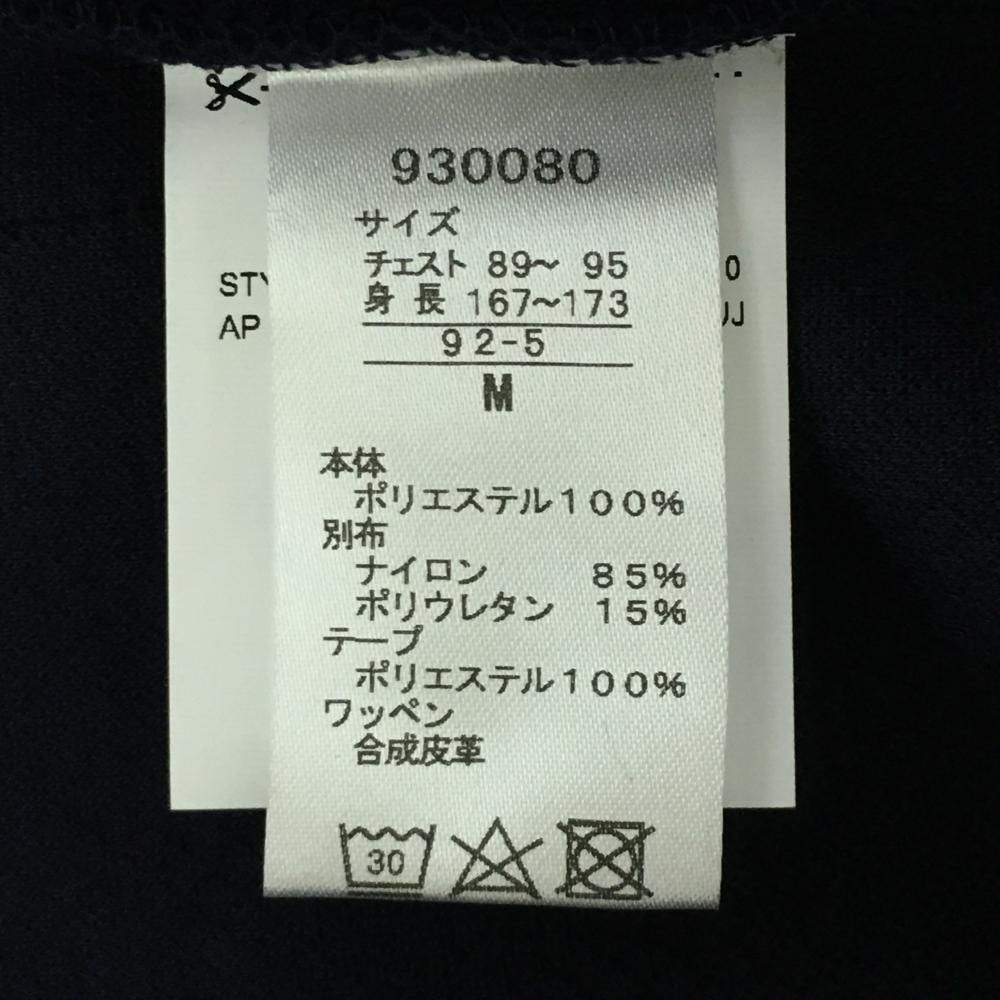 930080
サイズ
チェスト 89～ 95
身長 167～173
92-5
M
本体
ポリエステル100%
別布
ナイロン 85%
ポリウレタン 15%
テープ
ポリエステル100%
ワッペン
合成皮革
30